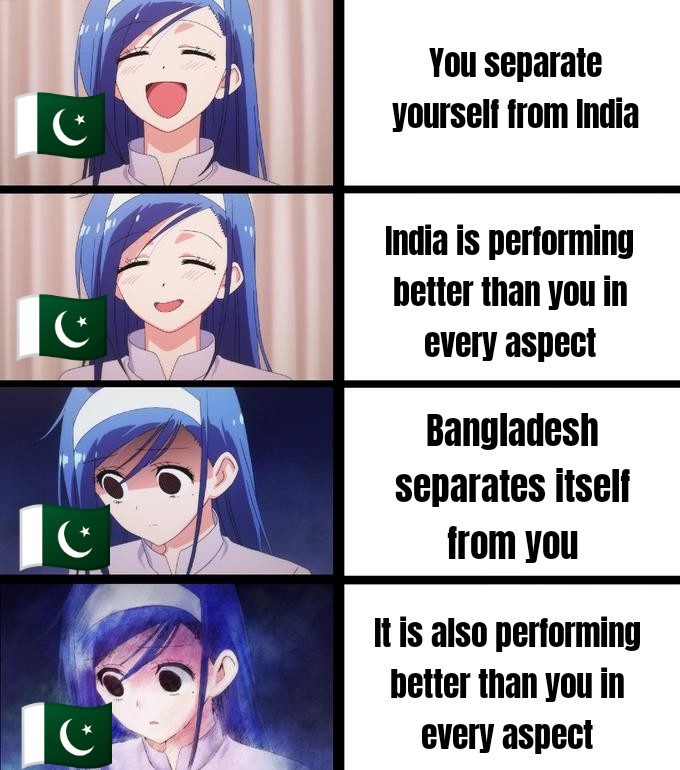 You separate
yourself from India
India is performing
better than you in
every aspect
Bangladesh
separates itself
from you
It is also performing
better than you in
every aspect